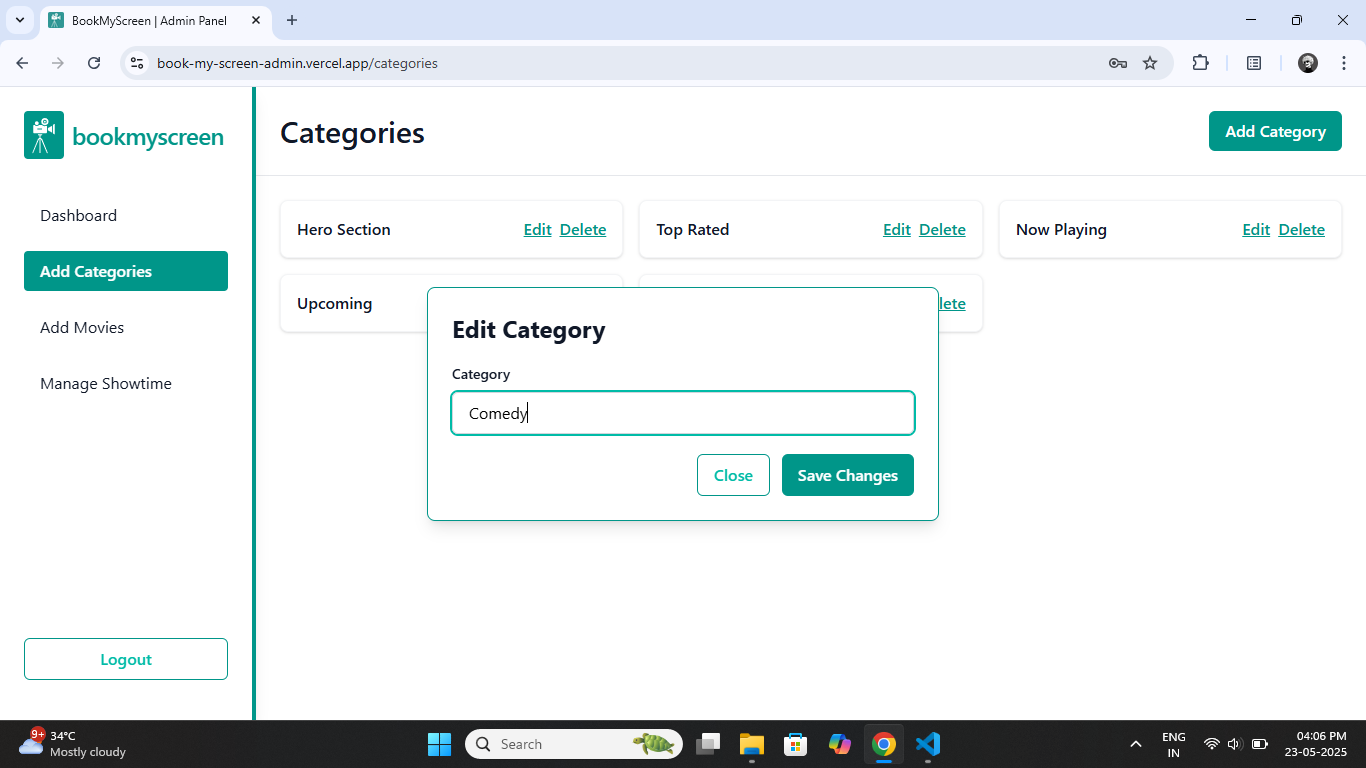 BookMyScreen | Admin Panel
book-my-screen-admin.vercel.app/categories
bookmyscreen
Categories
Add Category
Dashboard
Add Categories
Add Movies
Manage Showtime
Logout
Hero Section Edit Delete
Top Rated Edit Delete
Now Playing Edit Delete
Upcoming
lete
Edit Category
Category
Comedy
Close Save Changes
9+
34°C
Mostly cloudy
Search
ENG
IN
04:06 PM
23-05-2025